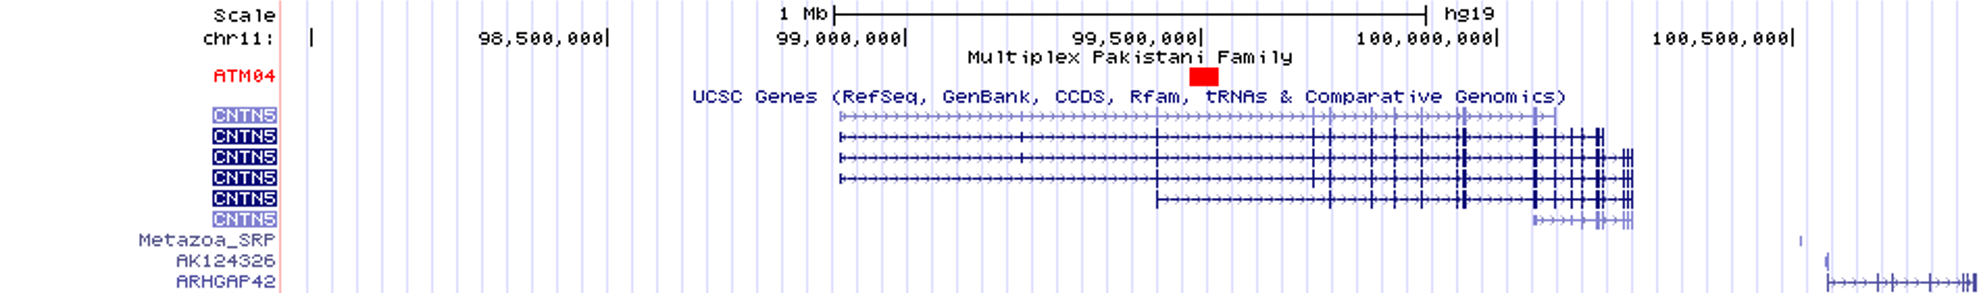 Scale 1 Mb hg19
chr11: 98,500,000 99,000,000 99,500,000 100,000,000 100,500,000
Multiplex Pakistani Family
ATM04
UCSC Genes (RefSeq, GenBank, CCDS, Rfam, tRNAs & Comparative Genomics)
CNTN5
CNTN5
CNTN5
CNTN5
CNTN5
CNTN5
Metazoa_SRP
AK124326
ARHGAP42